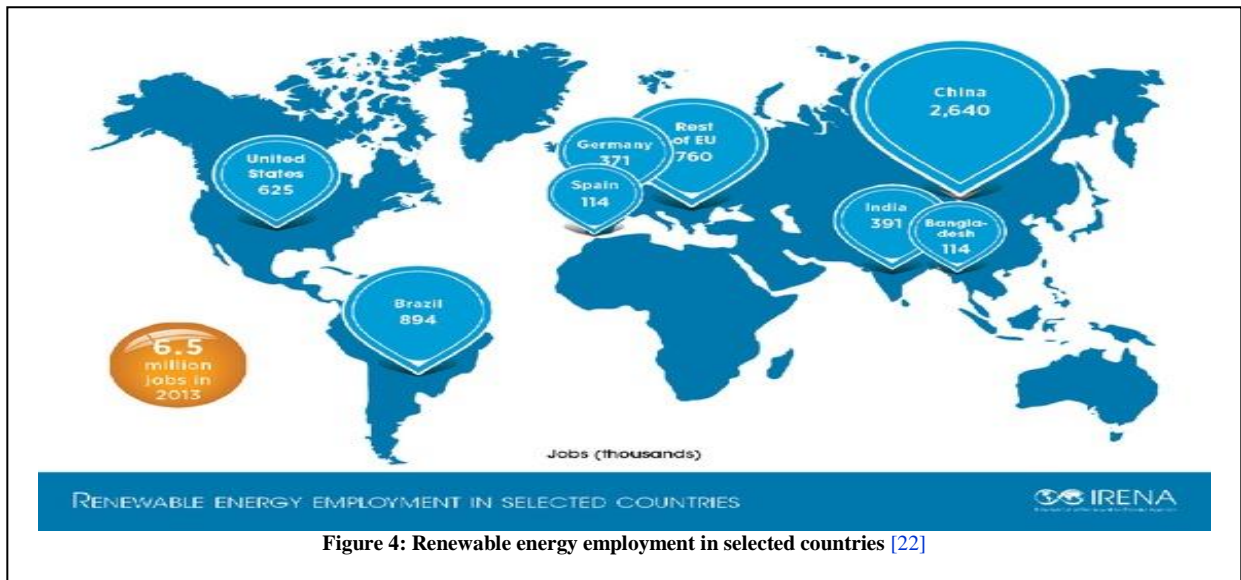 China
2,640
Rest
of EU
760
Germany
371
United
States
625
Spain
114
India
391
Bangla-
desh
114
Brazil
894
6.5
million
jobs in
2013
Jobs (thousands)
RENEWABLE ENERGY EMPLOYMENT IN SELECTED COUNTRIES
IRENA
Figure 4: Renewable energy employment in selected countries [22]